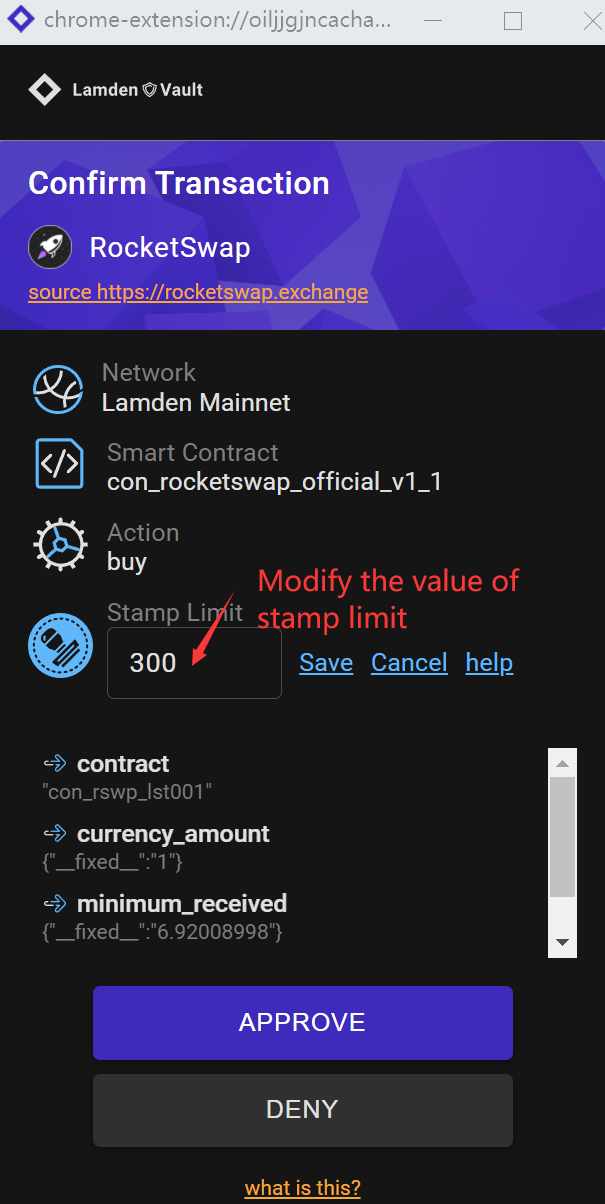 chrome-extension://oiljjgjncacha...
Lamden Vault
Confirm Transaction
RocketSwap
source https://rocketswap.exchange
Network
Lamden Mainnet
Smart Contract
con_rocketswap_official_v1_1
Action
buy
Modify the value of
stamp limit
Stamp Limit
300
Save Cancel help
contract
"con_rswp_lst001"
currency_amount
{"__fixed__":"1"}
minimum_received
{"__fixed__":"6.92008998"}
APPROVE
DENY
what is this?